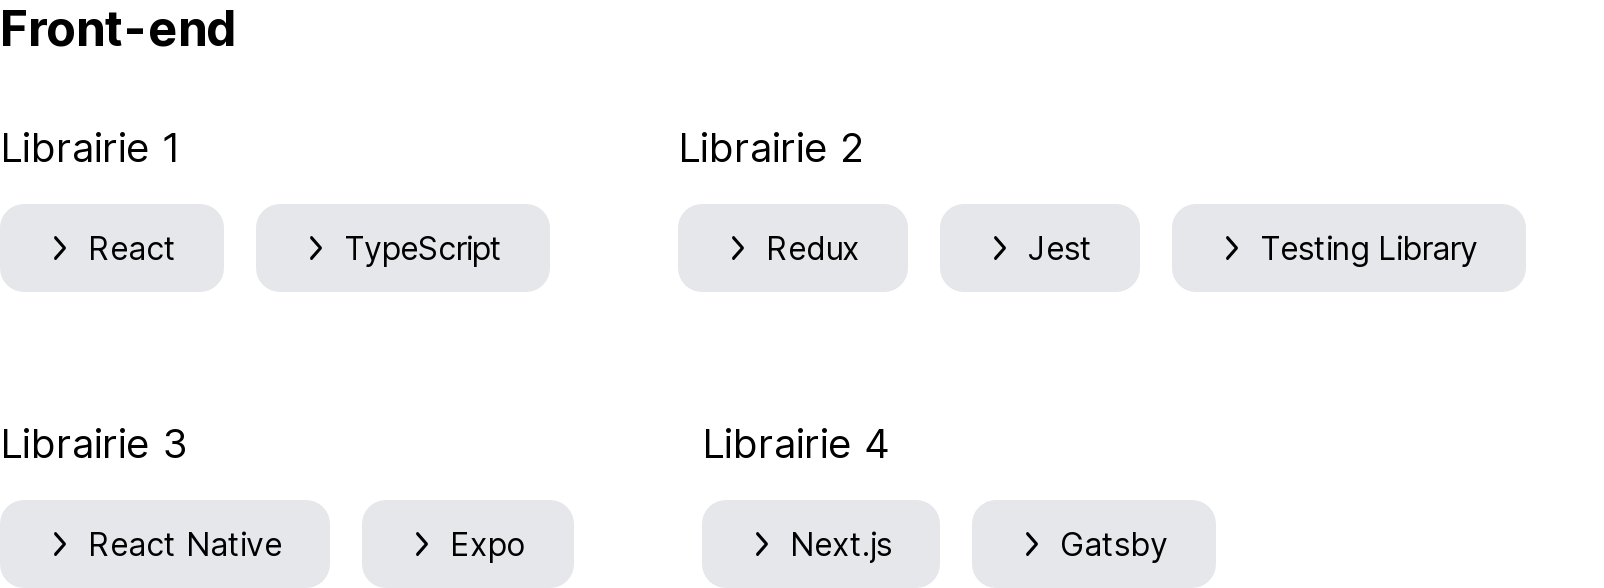 Front-end
Librairie 1
Librairie 2
React
TypeScript
Redux
Jest
Testing Library
Librairie 3
Librairie 4
React Native
Expo
Next.js
Gatsby